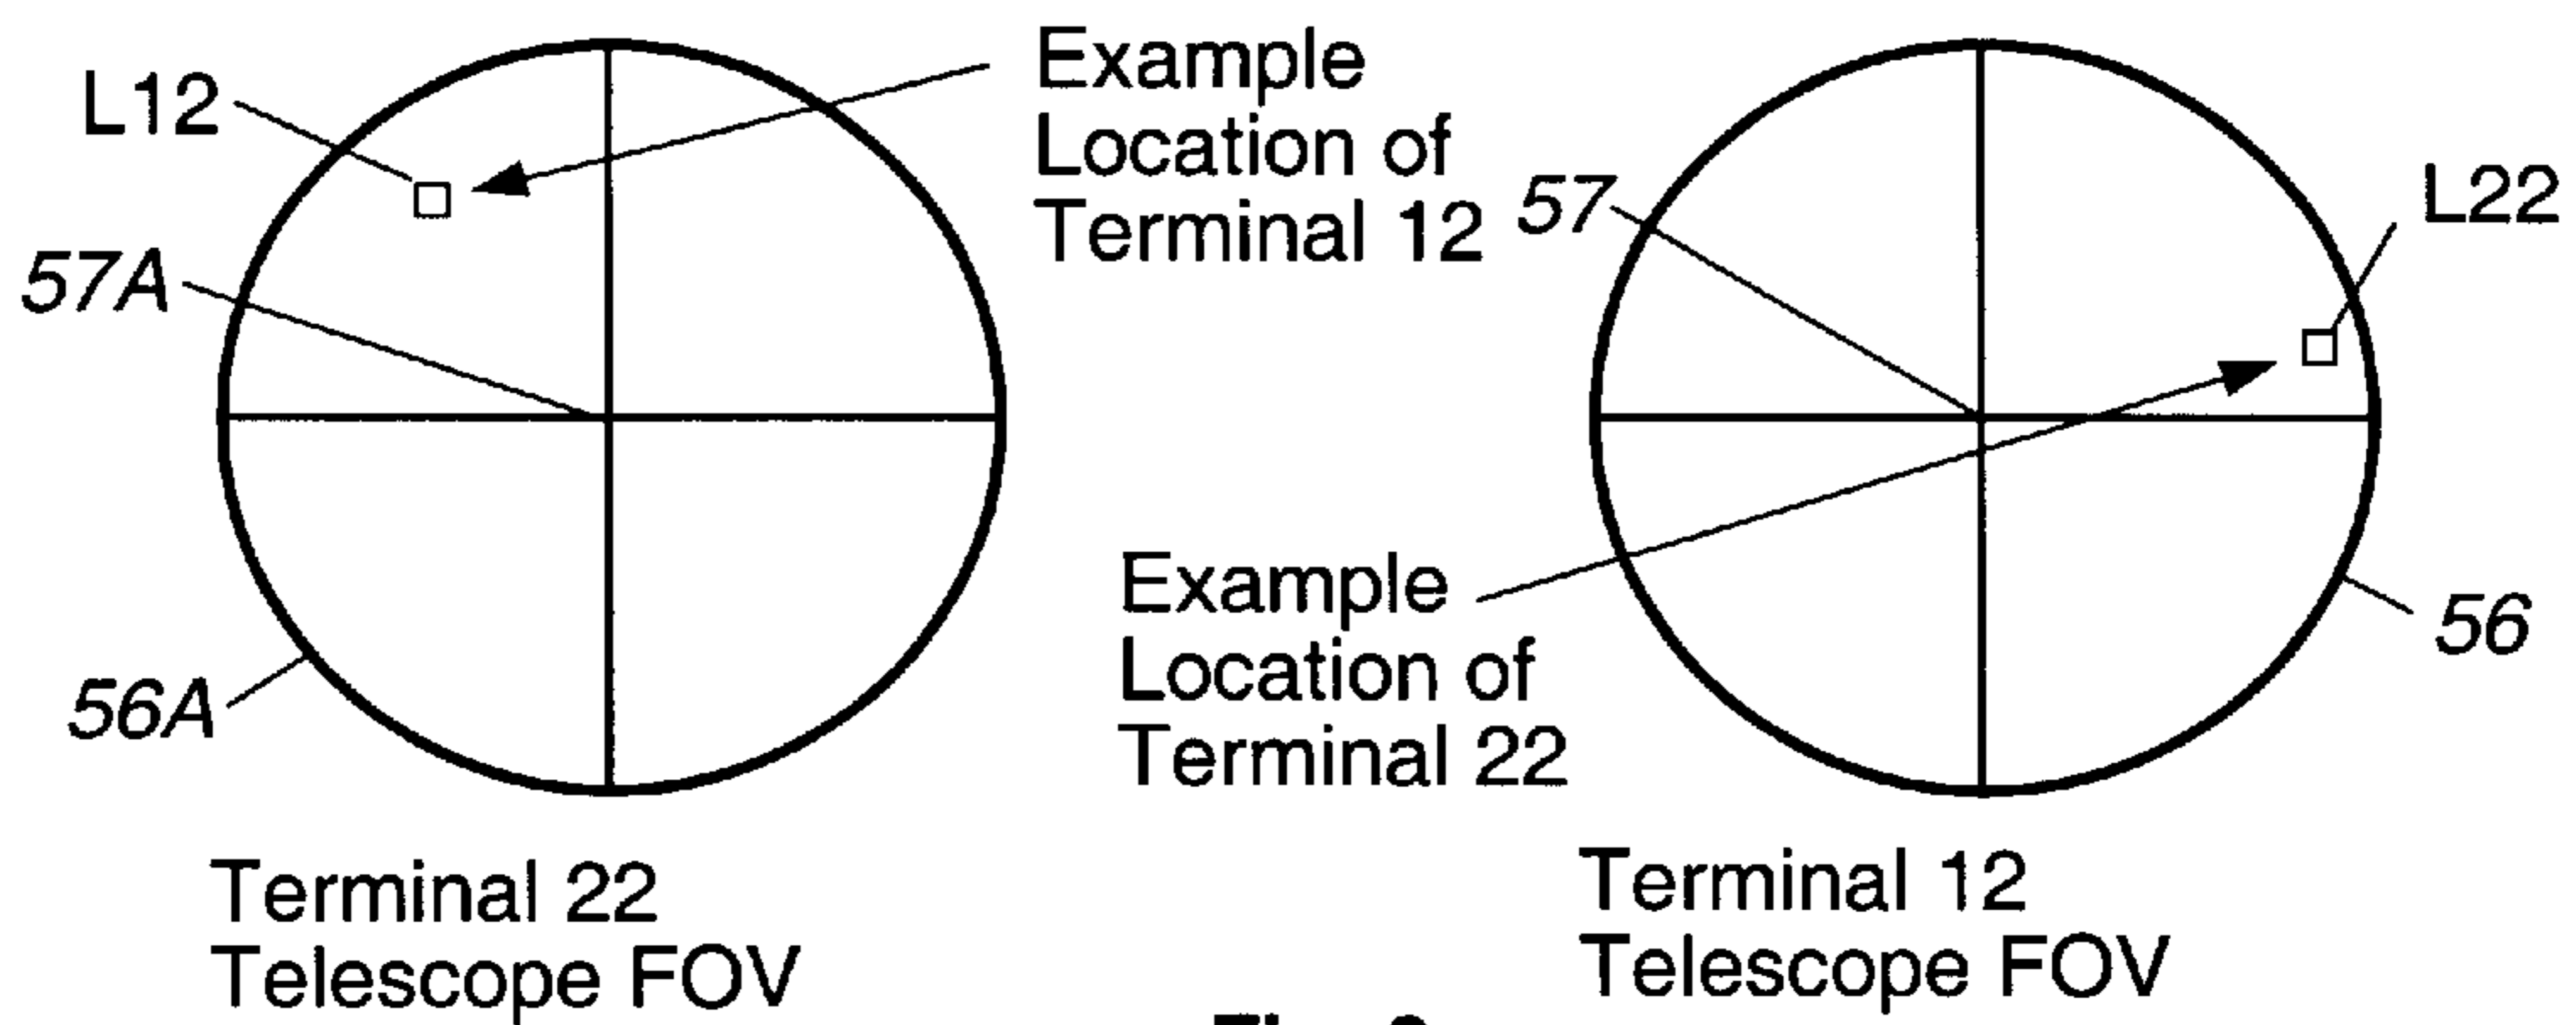 L12
57A
56A
Example
Location of
Terminal 12
57
L22
Example
Location of
Terminal 22
56
Terminal 22
Telescope FOV
Terminal 12
Telescope FOV